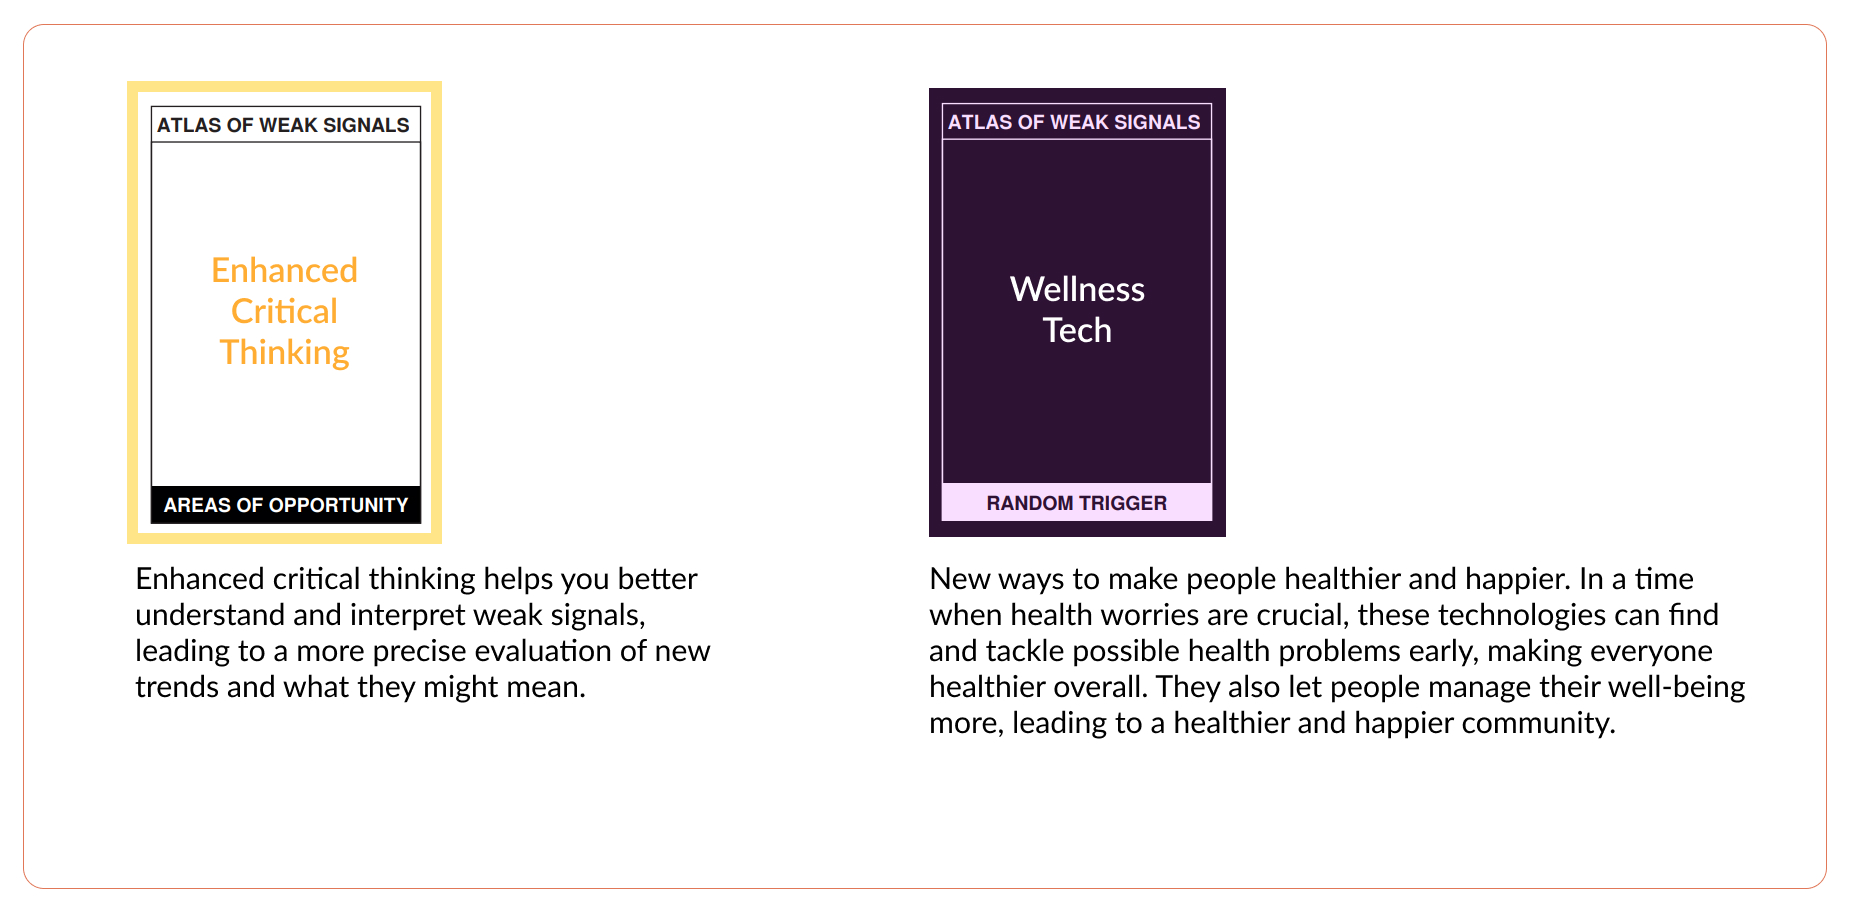 ATLAS OF WEAK SIGNALS
Enhanced
Critical
Thinking
AREAS OF OPPORTUNITY
Enhanced critical thinking helps you better
understand and interpret weak signals,
leading to a more precise evaluation of new
trends and what they might mean.
ATLAS OF WEAK SIGNALS
Wellness
Tech
RANDOM TRIGGER
New ways to make people healthier and happier. In a time
when health worries are crucial, these technologies can find
and tackle possible health problems early, making everyone
healthier overall. They also let people manage their well-being
more, leading to a healthier and happier community.